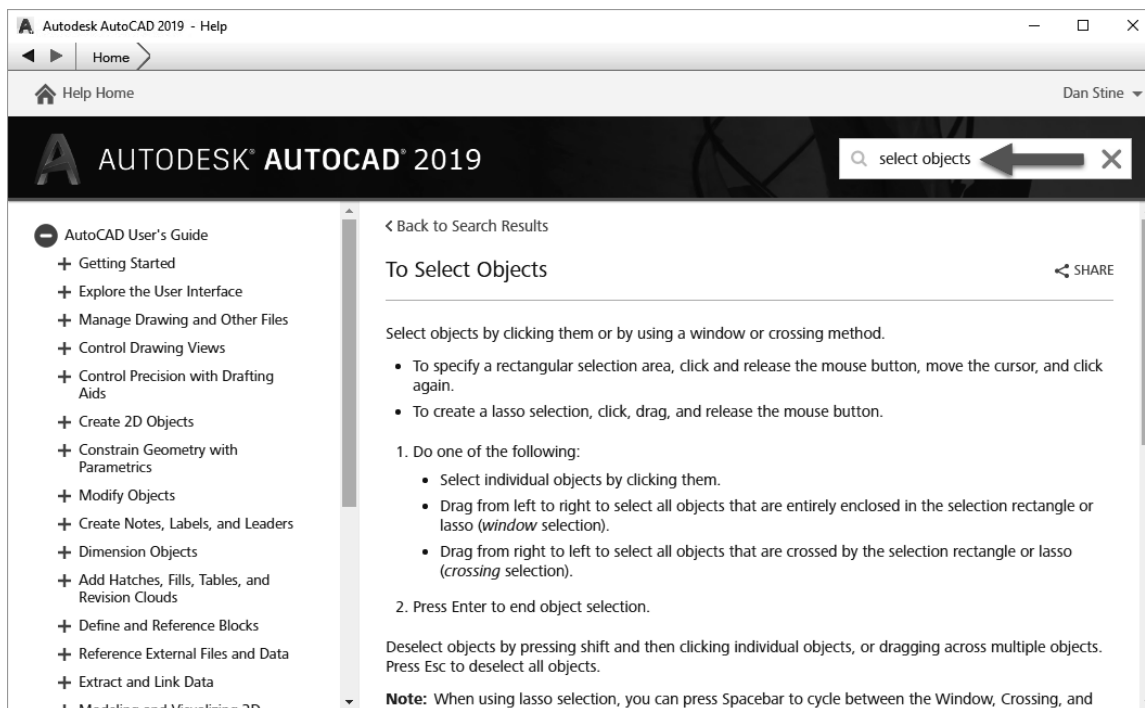 Autodesk AutoCAD 2019 - Help
Home
Help Home
Dan Stine
AUTODESK® AUTOCAD® 2019
select objects
AutoCAD User's Guide
Getting Started
Explore the User Interface
Manage Drawing and Other Files
Control Drawing Views
Control Precision with Drafting
Aids
Create 2D Objects
Constrain Geometry with
Parametrics
Modify Objects
Create Notes, Labels, and Leaders
Dimension Objects
Add Hatches, Fills, Tables, and
Revision Clouds
Define and Reference Blocks
Reference External Files and Data
Extract and Link Data
Back to Search Results
To Select Objects
SHARE
Select objects by clicking them or by using a window or crossing method.
• To specify a rectangular selection area, click and release the mouse button, move the cursor, and click
again.
• To create a lasso selection, click, drag, and release the mouse button.
1. Do one of the following:
• Select individual objects by clicking them.
• Drag from left to right to select all objects that are entirely enclosed in the selection rectangle or
lasso (window selection).
• Drag from right to left to select all objects that are crossed by the selection rectangle or lasso
(crossing selection).
2. Press Enter to end object selection.
Deselect objects by pressing shift and then clicking individual objects, or dragging across multiple objects.
Press Esc to deselect all objects.
Note: When using lasso selection, you can press Spacebar to cycle between the Window, Crossing, and